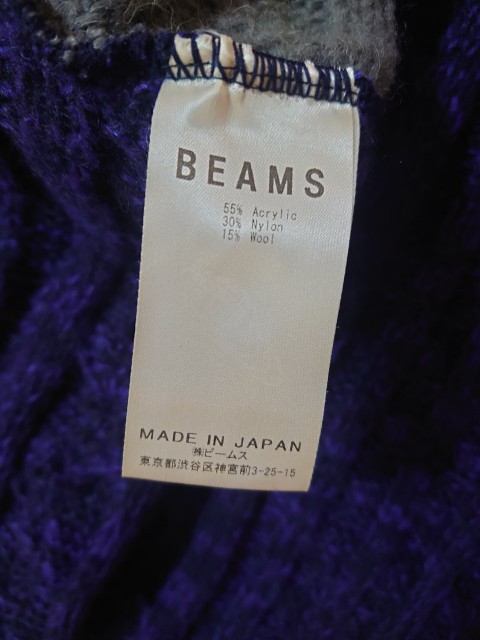 BEAMS
55% Acrylic
30% Nylon
15% Wool
MADE IN JAPAN
㈱ビームス
東京都渋谷区神宮前3-25-15